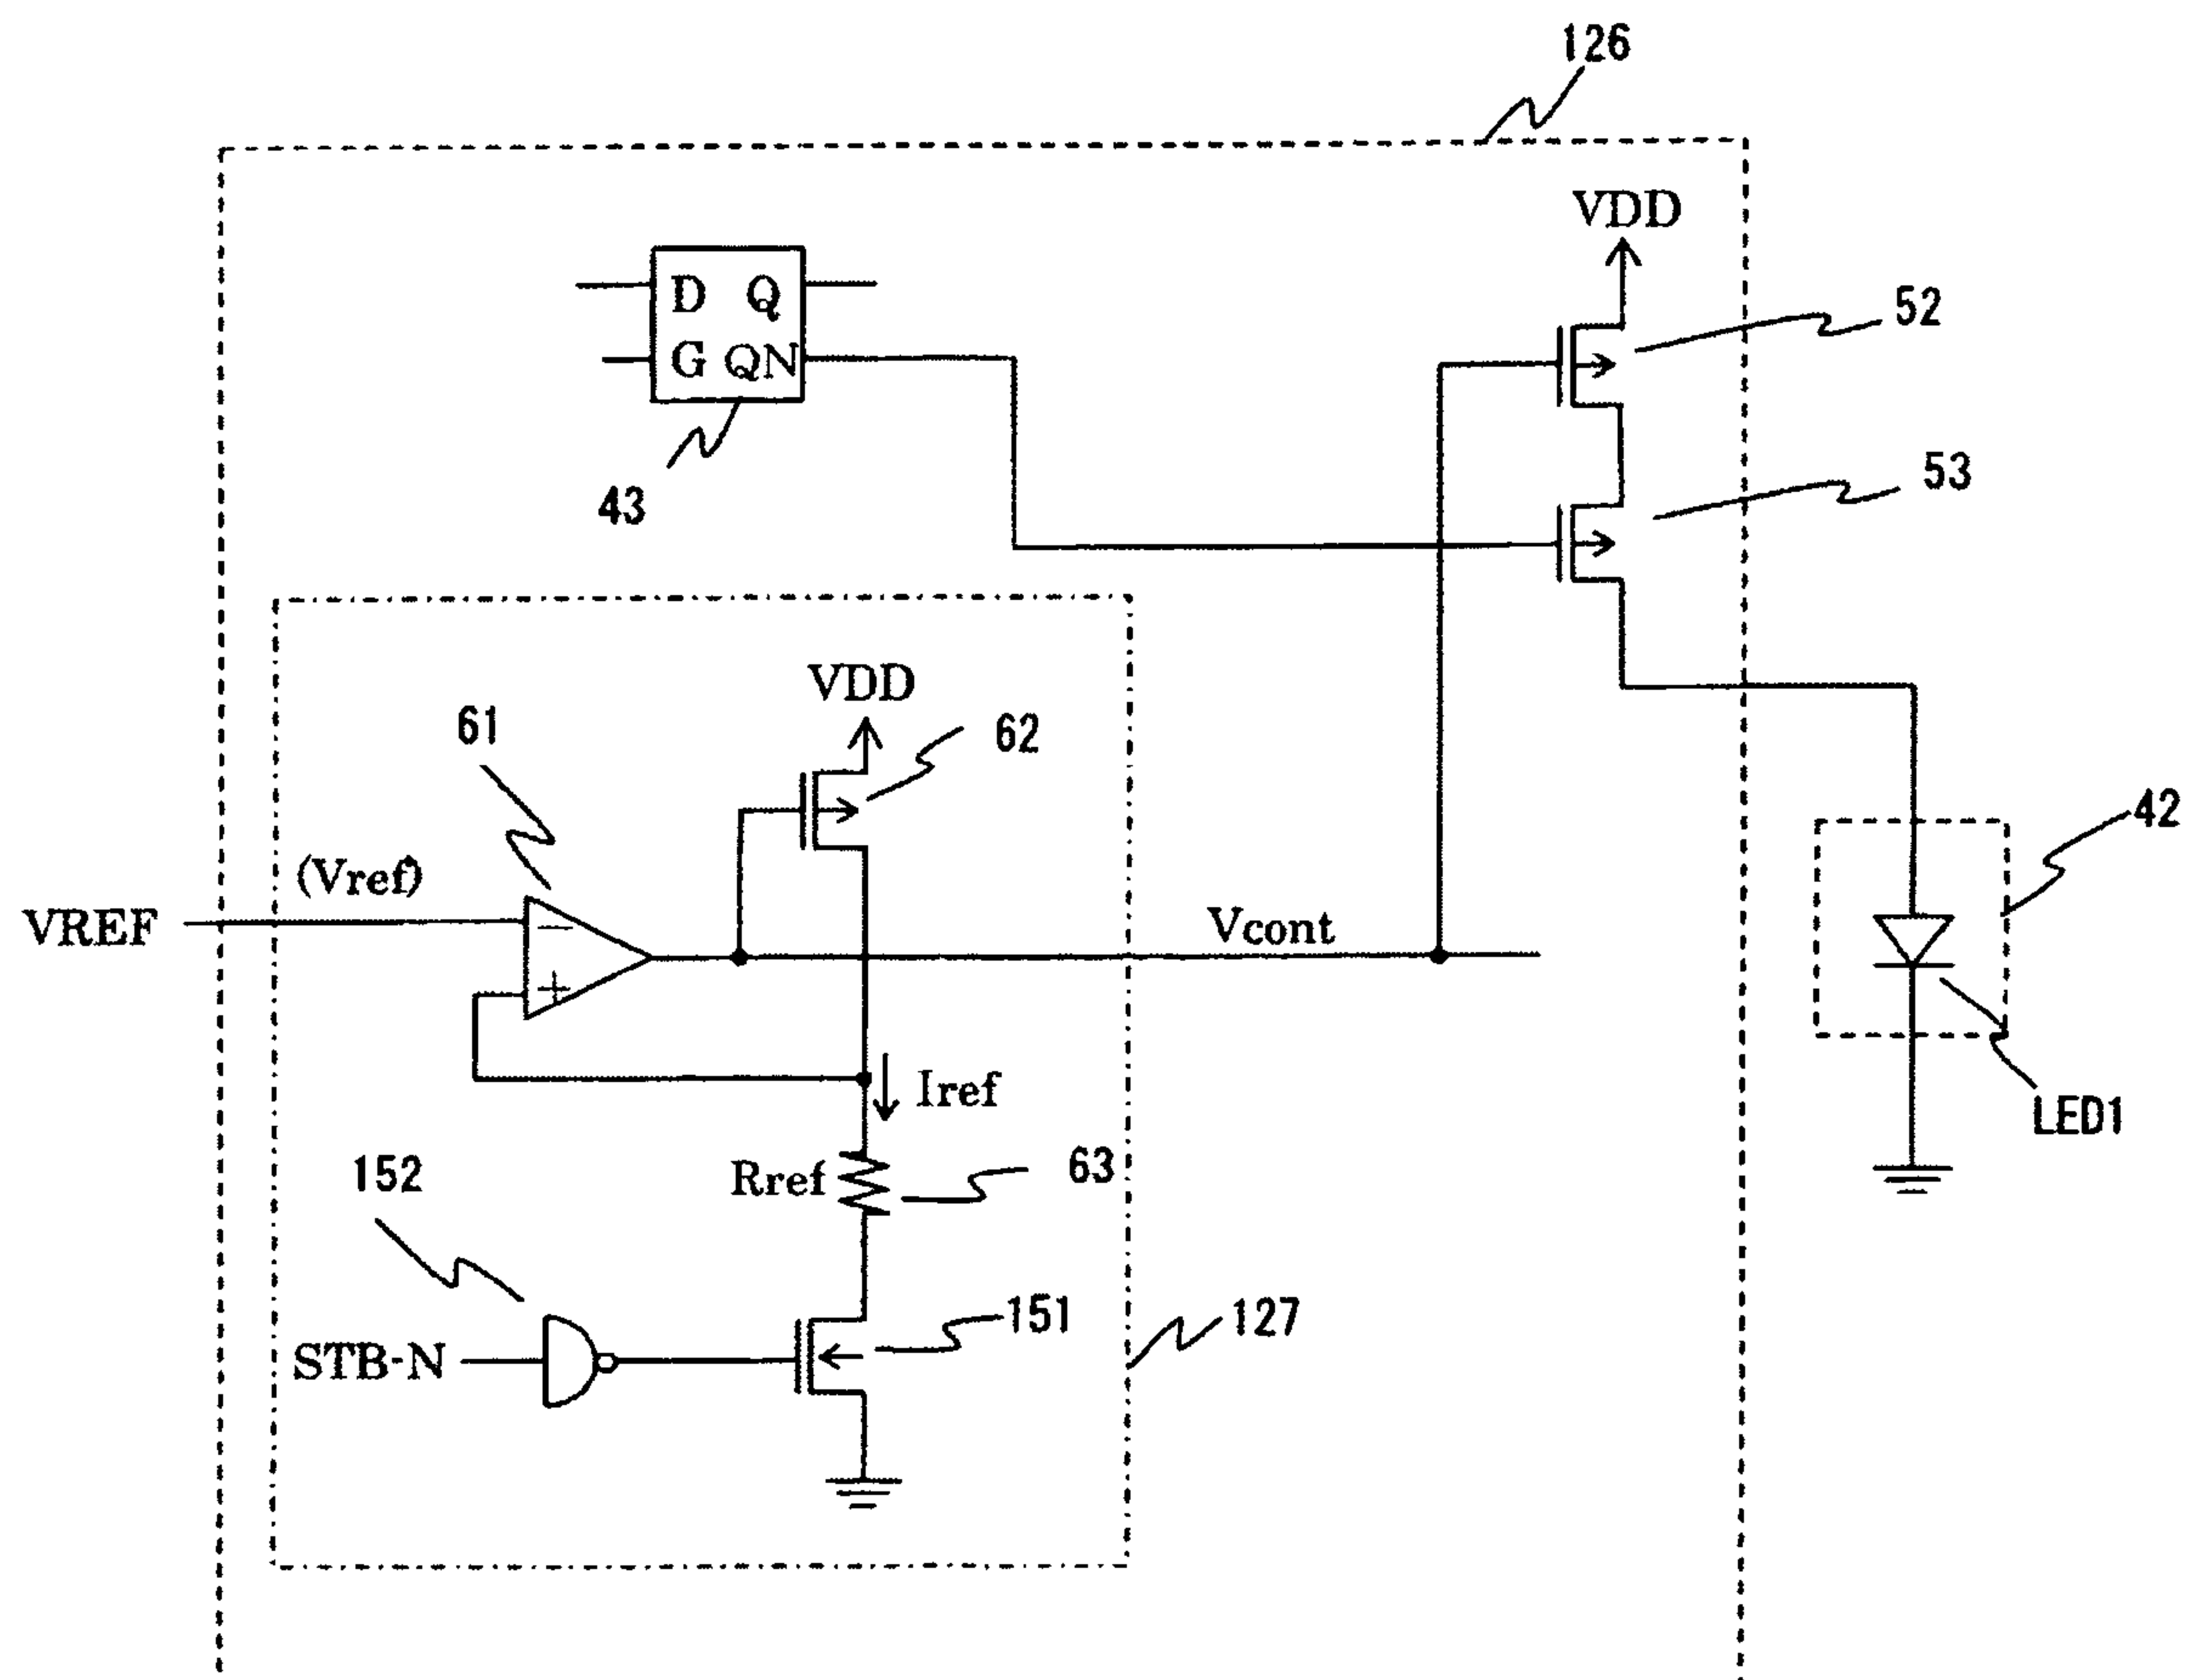 126
VDD
52
D Q
G QN
53
43
VDD
61
62
42
(Vref)
VREF
−
Vcont
+
Iref
LED1
152
Rref
63
151
127
STB-N